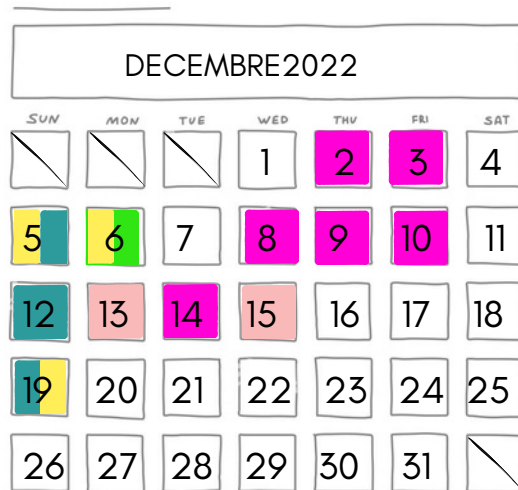 DECEMBRE2022
SUN MON TUE WED THU FRI SAT
1 2 3 4
5 6 7 8 9 10 11
12 13 14 15 16 17 18
19 20 21 22 23 24 25
26 27 28 29 30 31